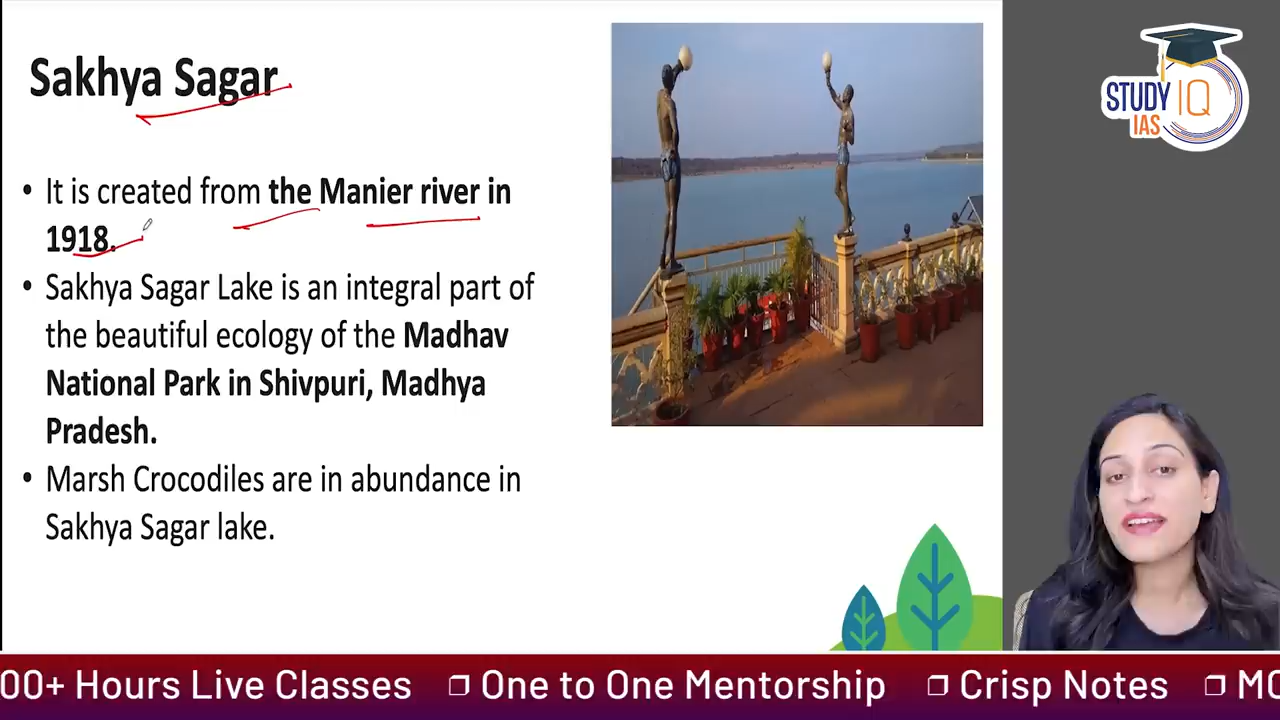 Sakhya Sagar
• It is created from the Manier river in
1918.
• Sakhya Sagar Lake is an integral part of
the beautiful ecology of the Madhav
National Park in Shivpuri, Madhya
Pradesh.
• Marsh Crocodiles are in abundance in
Sakhya Sagar lake.
STUDY IQ
IAS
00+ Hours Live Classes ❒ One to One Mentorship ❒ Crisp Notes ❒ MC